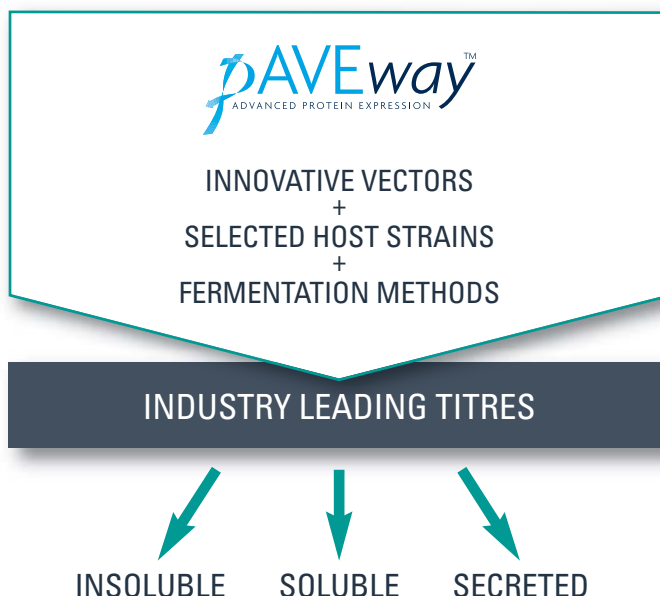 pAVEway™
ADVANCED PROTEIN EXPRESSION
INNOVATIVE VECTORS
+
SELECTED HOST STRAINS
+
FERMENTATION METHODS
INDUSTRY LEADING TITRES
INSOLUBLE SOLUBLE SECRETED